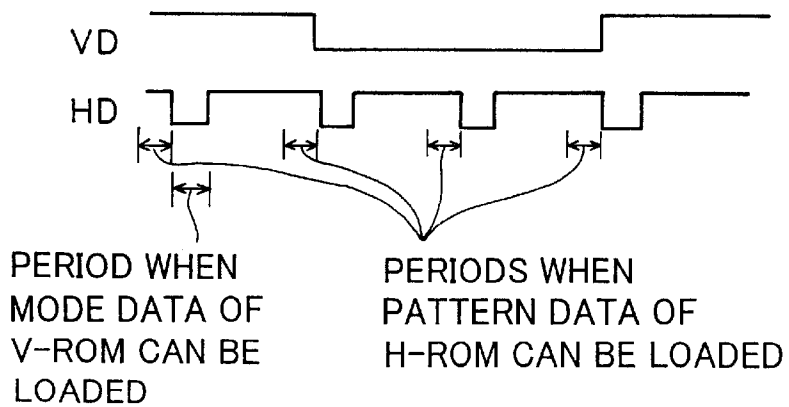 VD
HD
PERIOD WHEN
MODE DATA OF
V-ROM CAN BE
LOADED
PERIODS WHEN
PATTERN DATA OF
H-ROM CAN BE LOADED